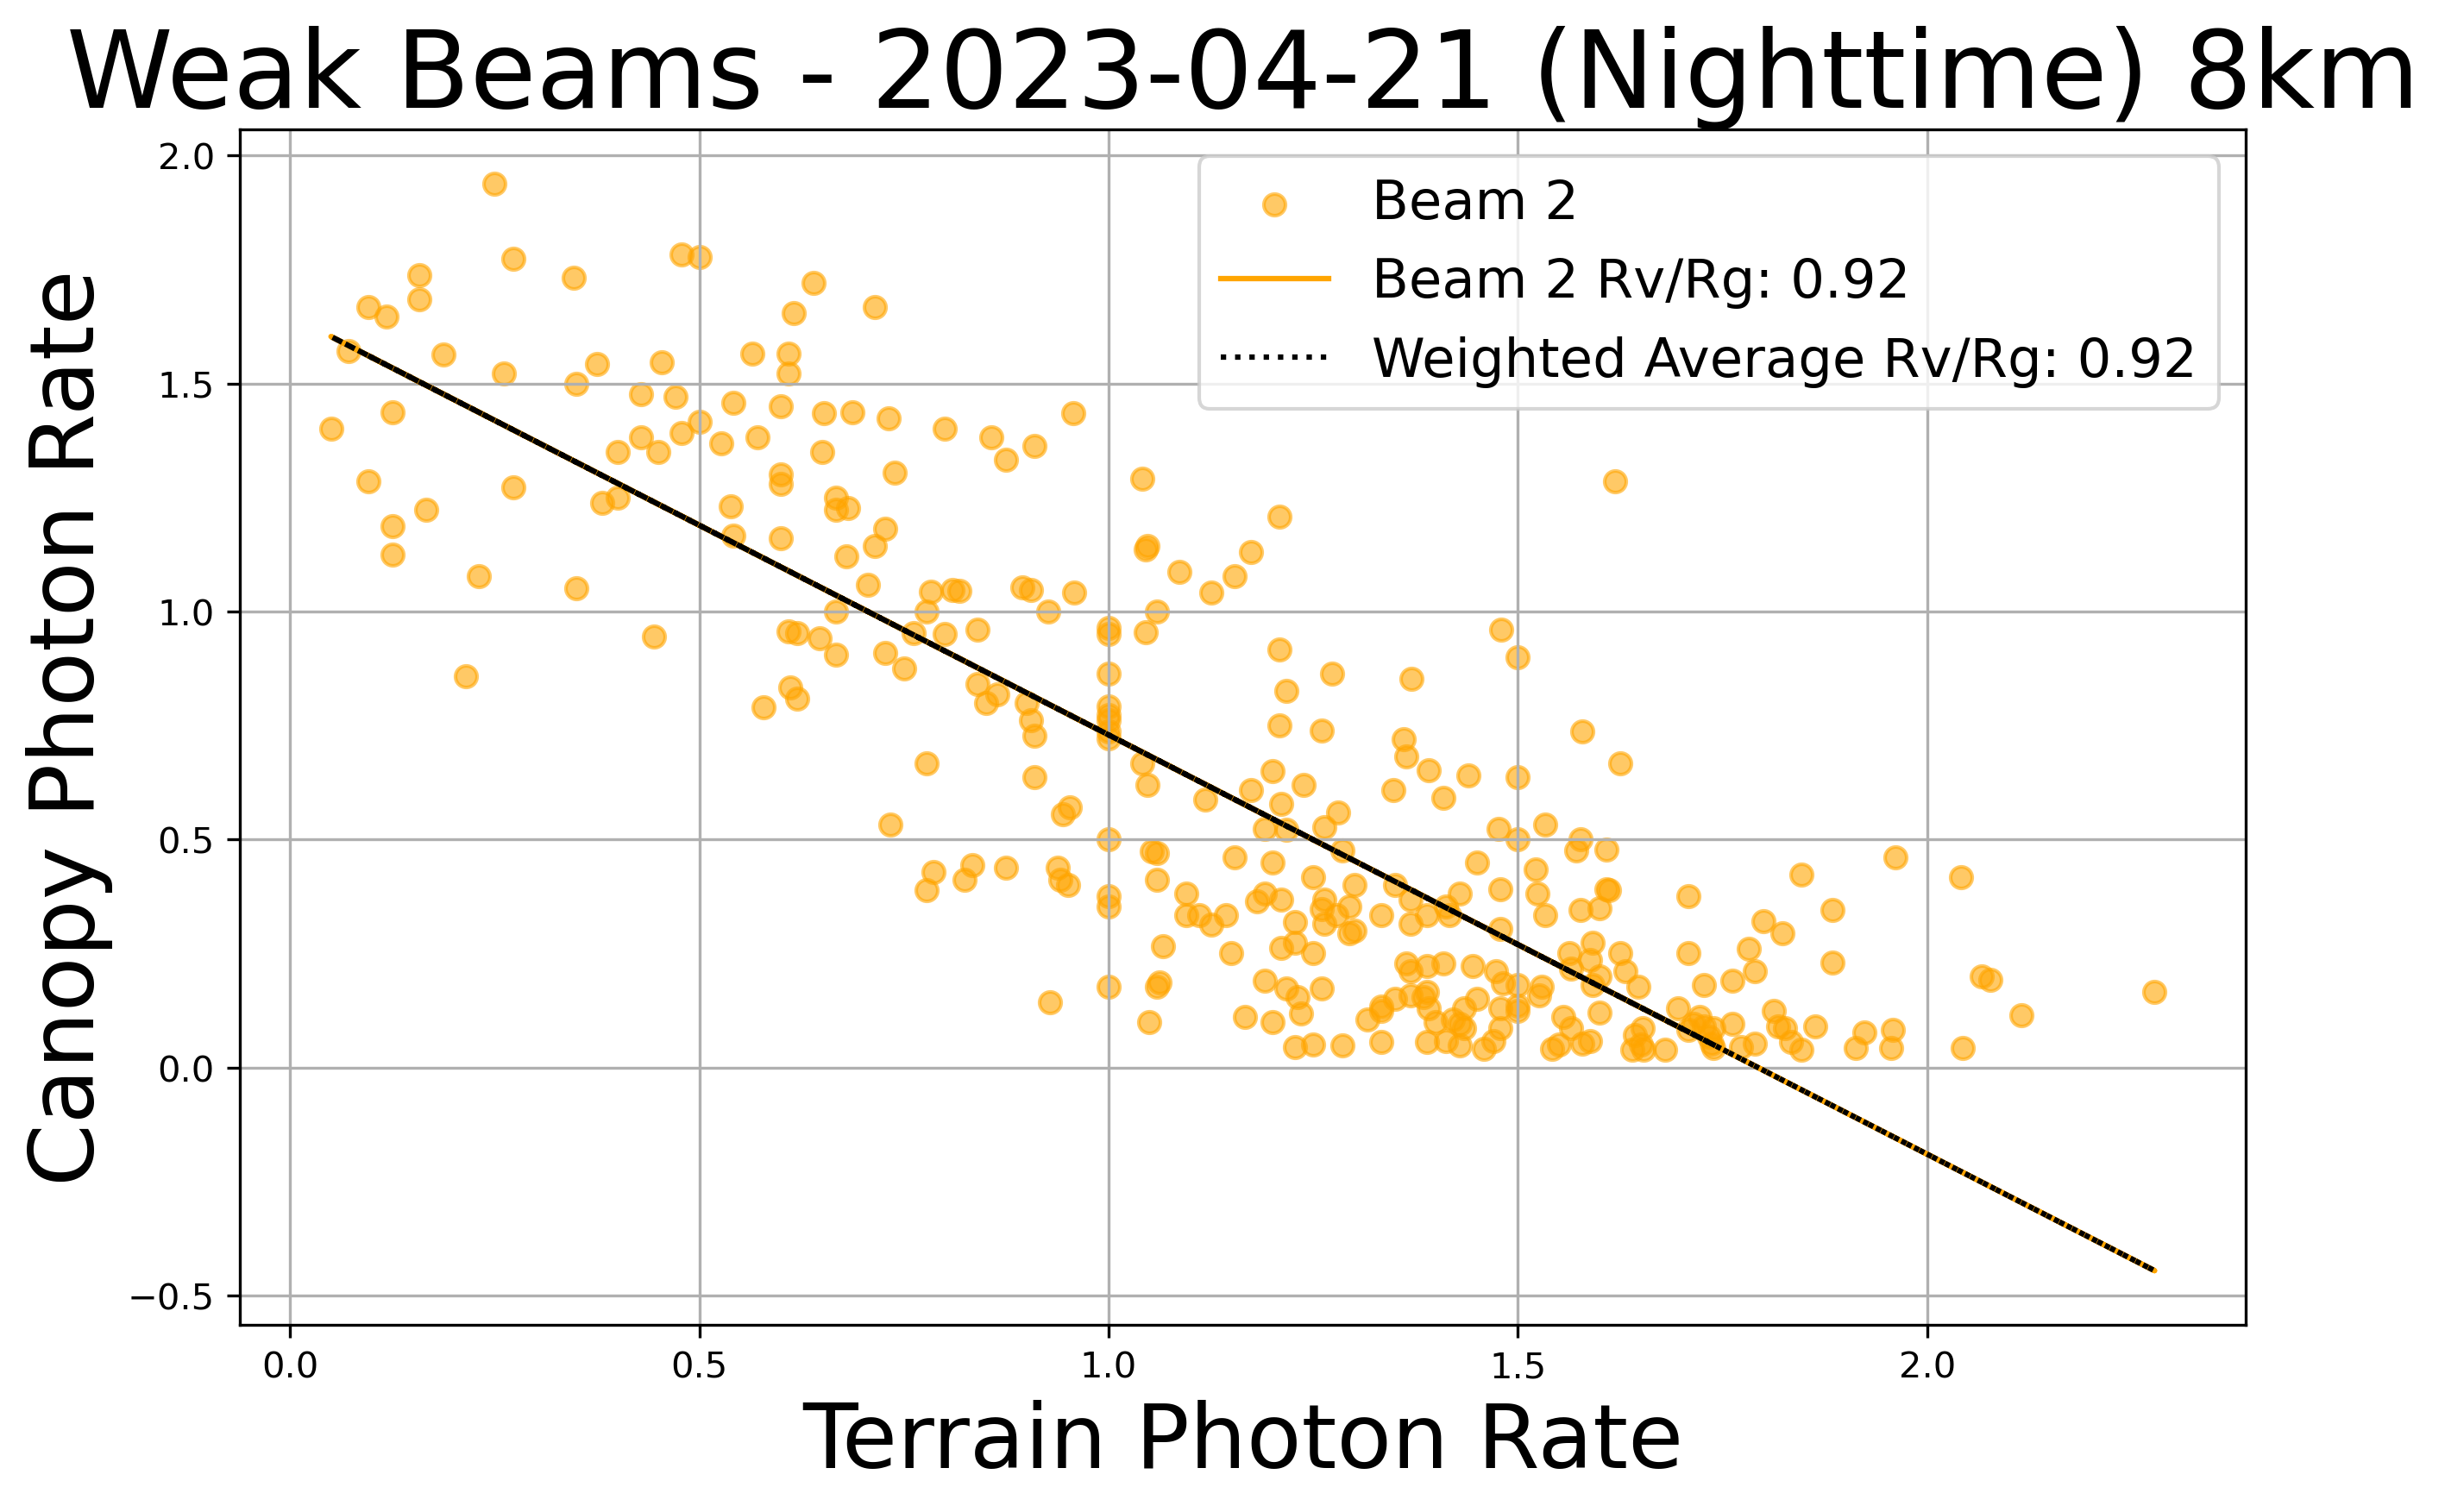 Weak Beams - 2023-04-21 (Nighttime) 8km
Beam 2
Beam 2 Rv/Rg: 0.92
Weighted Average Rv/Rg: 0.92
Canopy Photon Rate
2.0
1.5
1.0
0.5
0.0
−0.5
0.0 0.5 1.0 1.5 2.0
Terrain Photon Rate